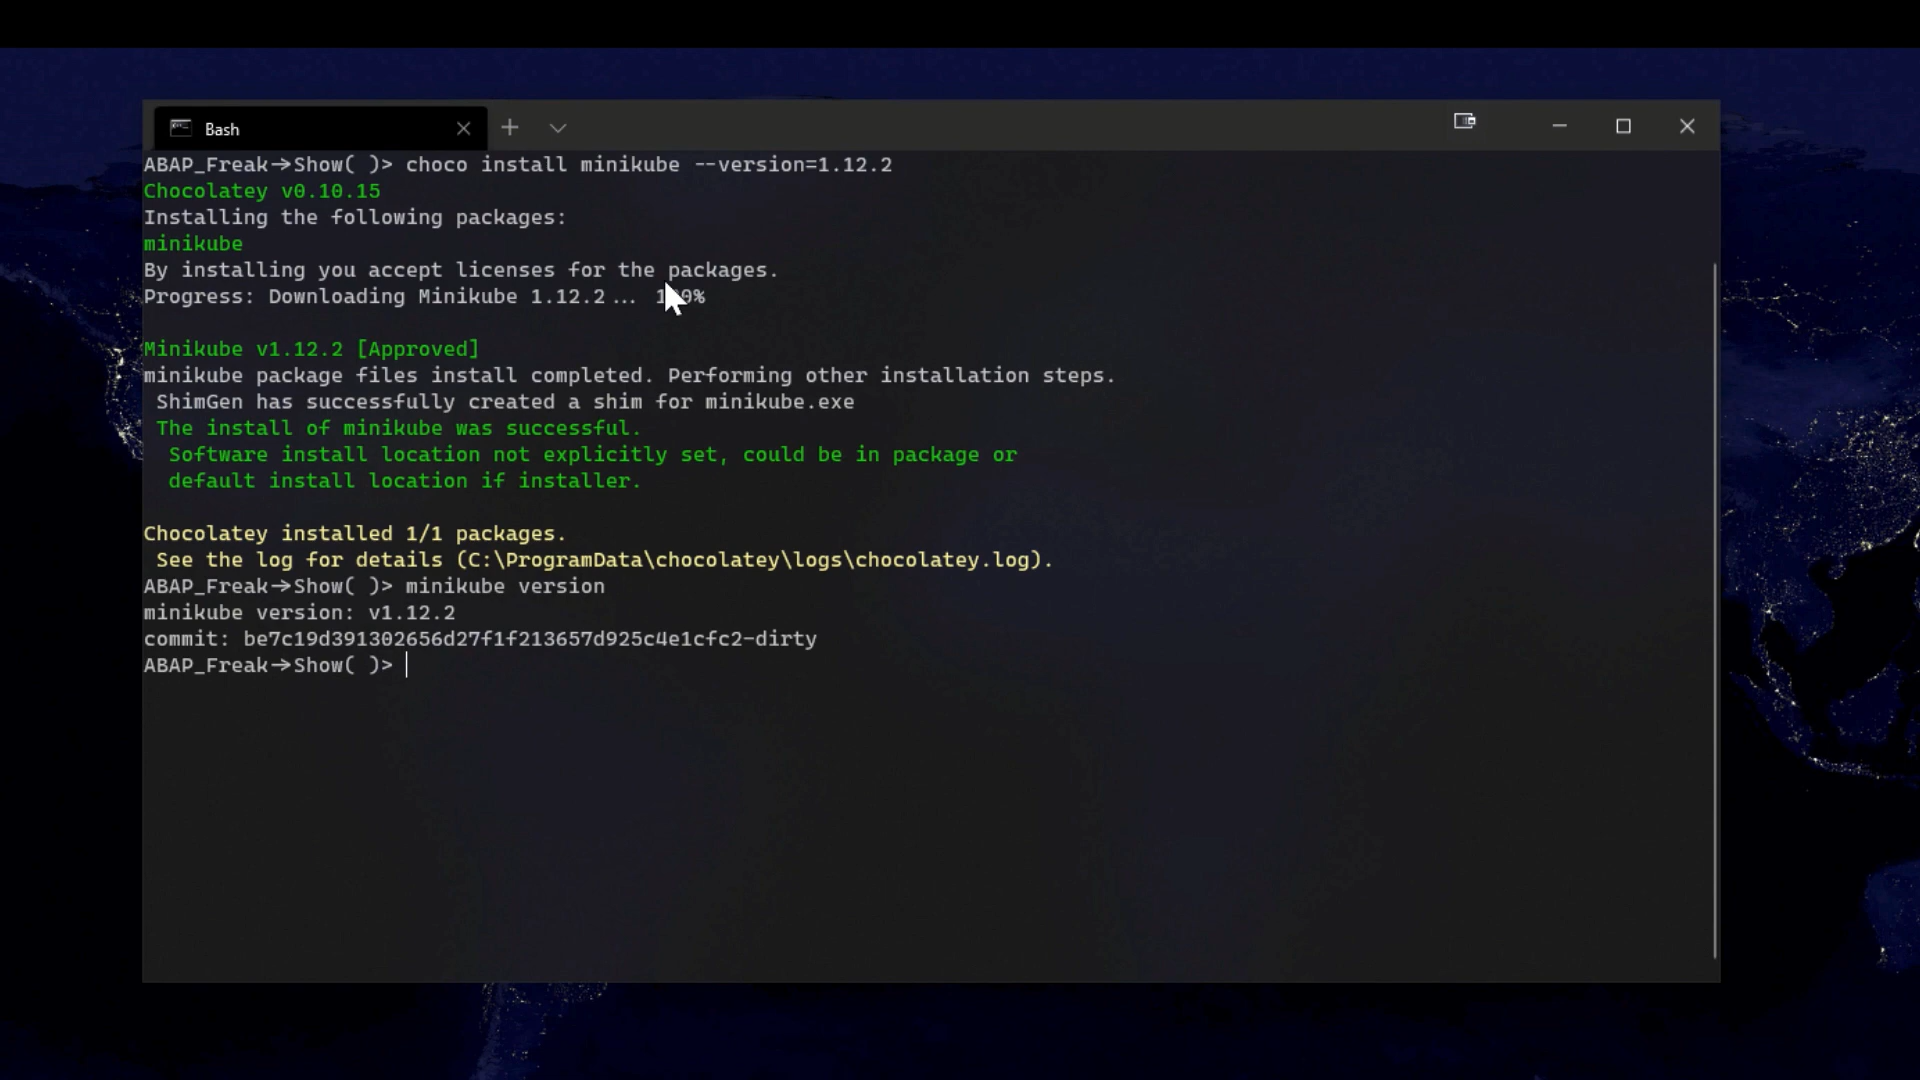 Bash
ABAP_Freak->Show( )> choco install minikube --version=1.12.2
Chocolatey v0.10.15
Installing the following packages:
minikube
By installing you accept licenses for the packages.
Progress: Downloading Minikube 1.12.2... 100%
Minikube v1.12.2 [Approved]
minikube package files install completed. Performing other installation steps.
ShimGen has successfully created a shim for minikube.exe
The install of minikube was successful.
Software install location not explicitly set, could be in package or
default install location if installer.
Chocolatey installed 1/1 packages.
See the log for details (C:\ProgramData\chocolatey\logs\chocolatey.log).
ABAP_Freak->Show( )> minikube version
minikube version: v1.12.2
commit: be7c19d391302656d27f1f213657d925c4e1cfc2-dirty
ABAP_Freak->Show( )>